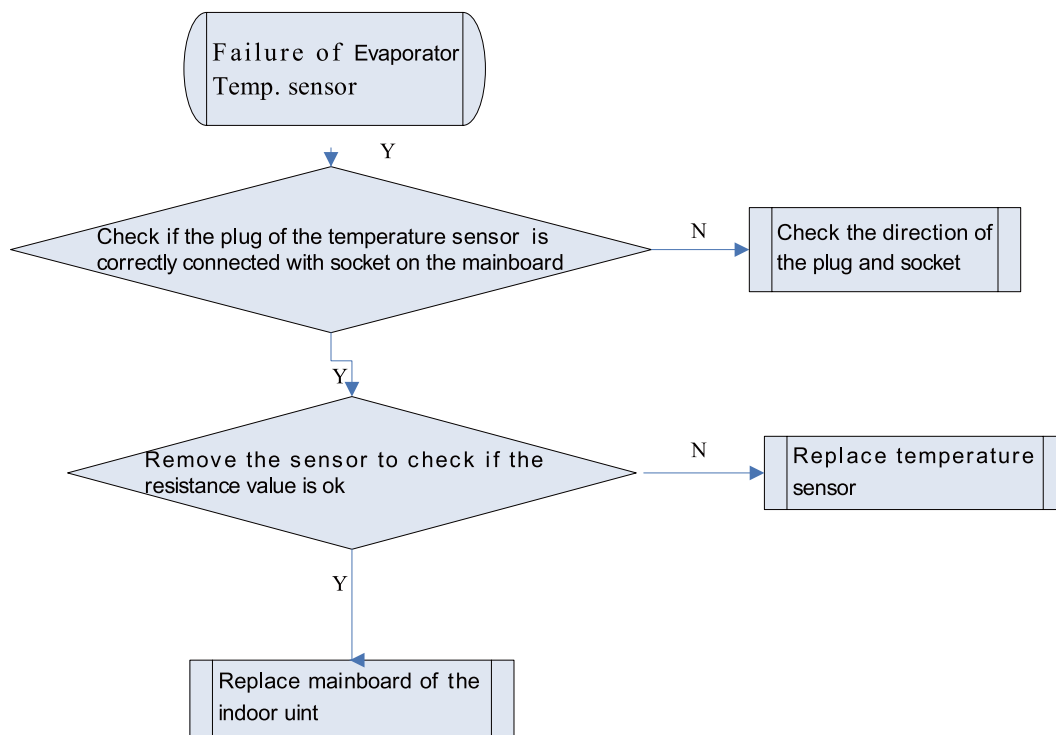 Failure of Evaporator
Temp. sensor
Y
Check if the plug of the temperature sensor is
correctly connected with socket on the mainboard
N
Check the direction of
the plug and socket
Y
Remove the sensor to check if the
resistance value is ok
N
Replace temperature
sensor
Y
Replace mainboard of the
indoor uint